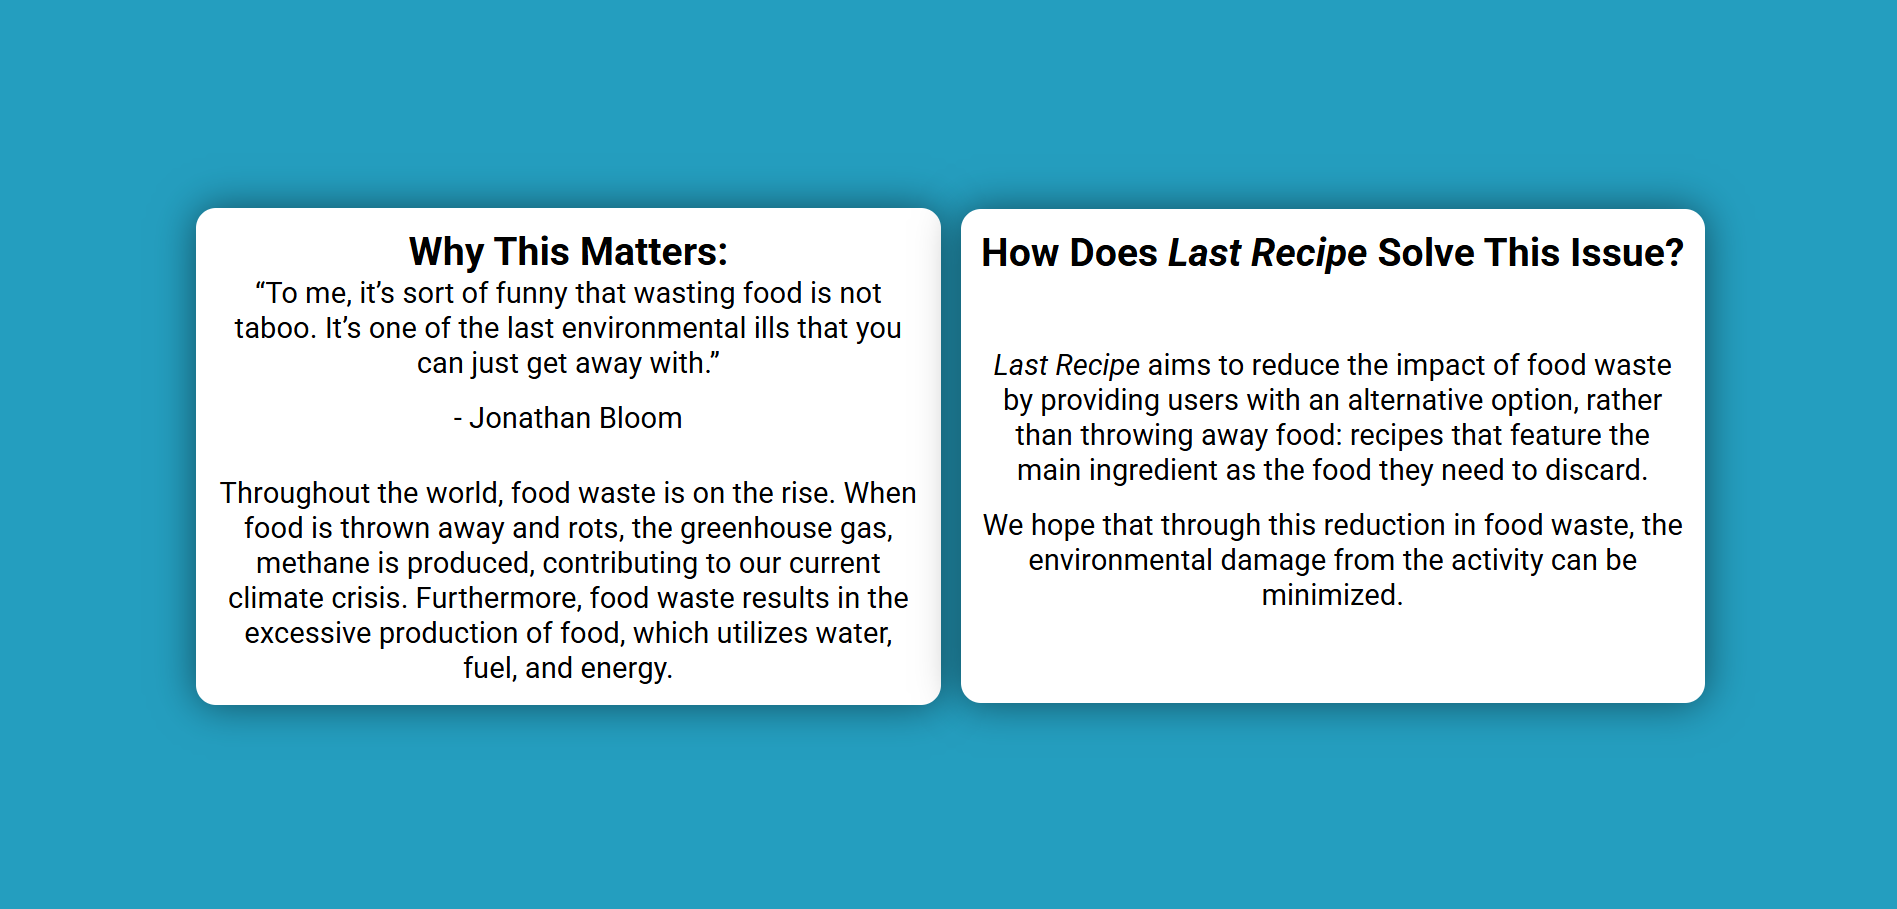 Why This Matters:
“To me, it’s sort of funny that wasting food is not
taboo. It’s one of the last environmental ills that you
can just get away with.”
- Jonathan Bloom
Throughout the world, food waste is on the rise. When
food is thrown away and rots, the greenhouse gas,
methane is produced, contributing to our current
climate crisis. Furthermore, food waste results in the
excessive production of food, which utilizes water,
fuel, and energy.
How Does Last Recipe Solve This Issue?
Last Recipe aims to reduce the impact of food waste
by providing users with an alternative option, rather
than throwing away food: recipes that feature the
main ingredient as the food they need to discard.
We hope that through this reduction in food waste, the
environmental damage from the activity can be
minimized.